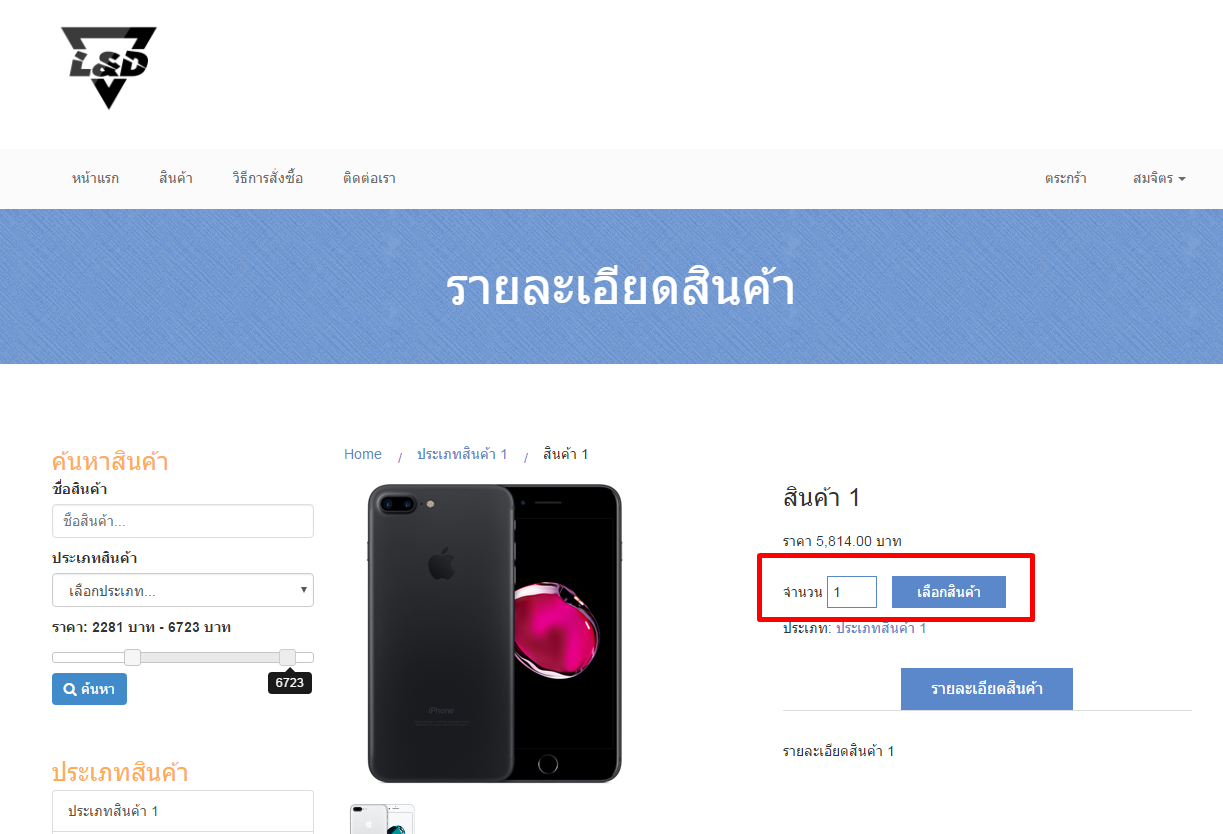 L&D
หน้าแรก สินค้า วิธีการสั่งซื้อ ติดต่อเรา ตระกร้า สมจิตร
รายละเอียดสินค้า
ค้นหาสินค้า
ชื่อสินค้า
ชื่อสินค้า...
ประเภทสินค้า
เลือกประเภท...
ราคา: 2281 บาท - 6723 บาท
6723
ค้นหา
ประเภทสินค้า
ประเภทสินค้า 1
Home / ประเภทสินค้า 1 / สินค้า 1
iPhone
สินค้า 1
ราคา 5,814.00 บาท
จำนวน 1 เลือกสินค้า
ประเภท: ประเภทสินค้า 1
รายละเอียดสินค้า
รายละเอียดสินค้า 1